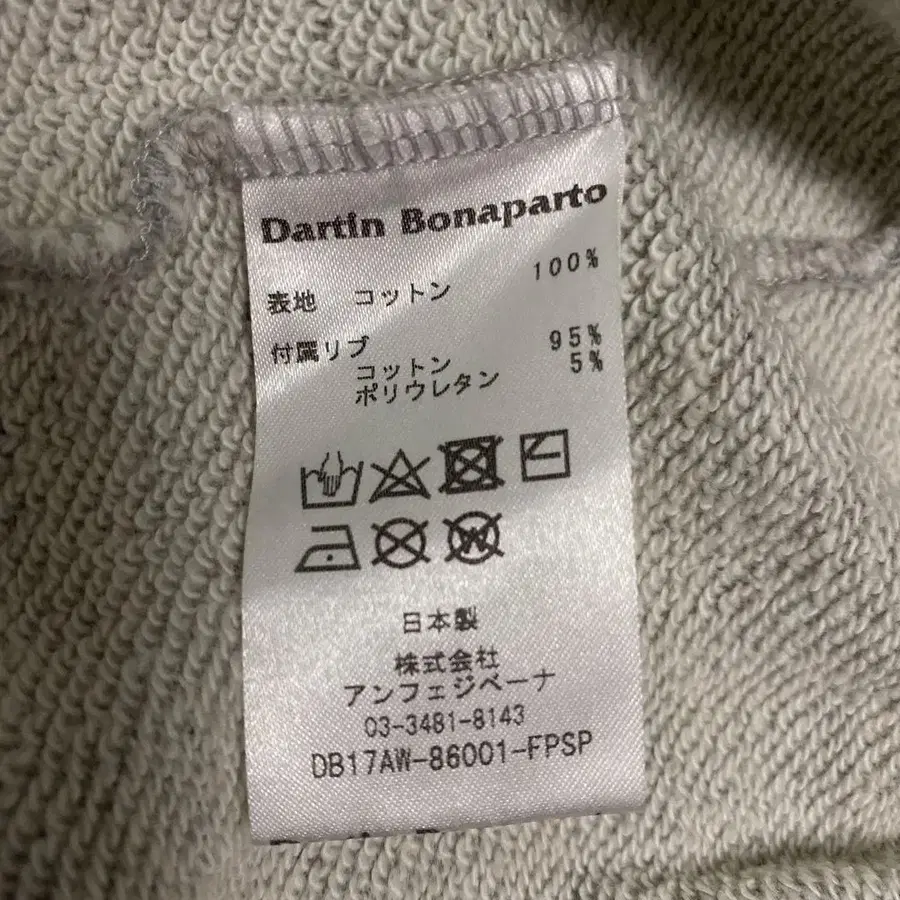 Dartin Bonaparto
表地 コットン 100%
付属リブ
コットン 95%
ポリウレタン 5%
W
日本製
株式会社
アンフェジベーナ
03-3481-8143
DB17AW-86001-FPSP